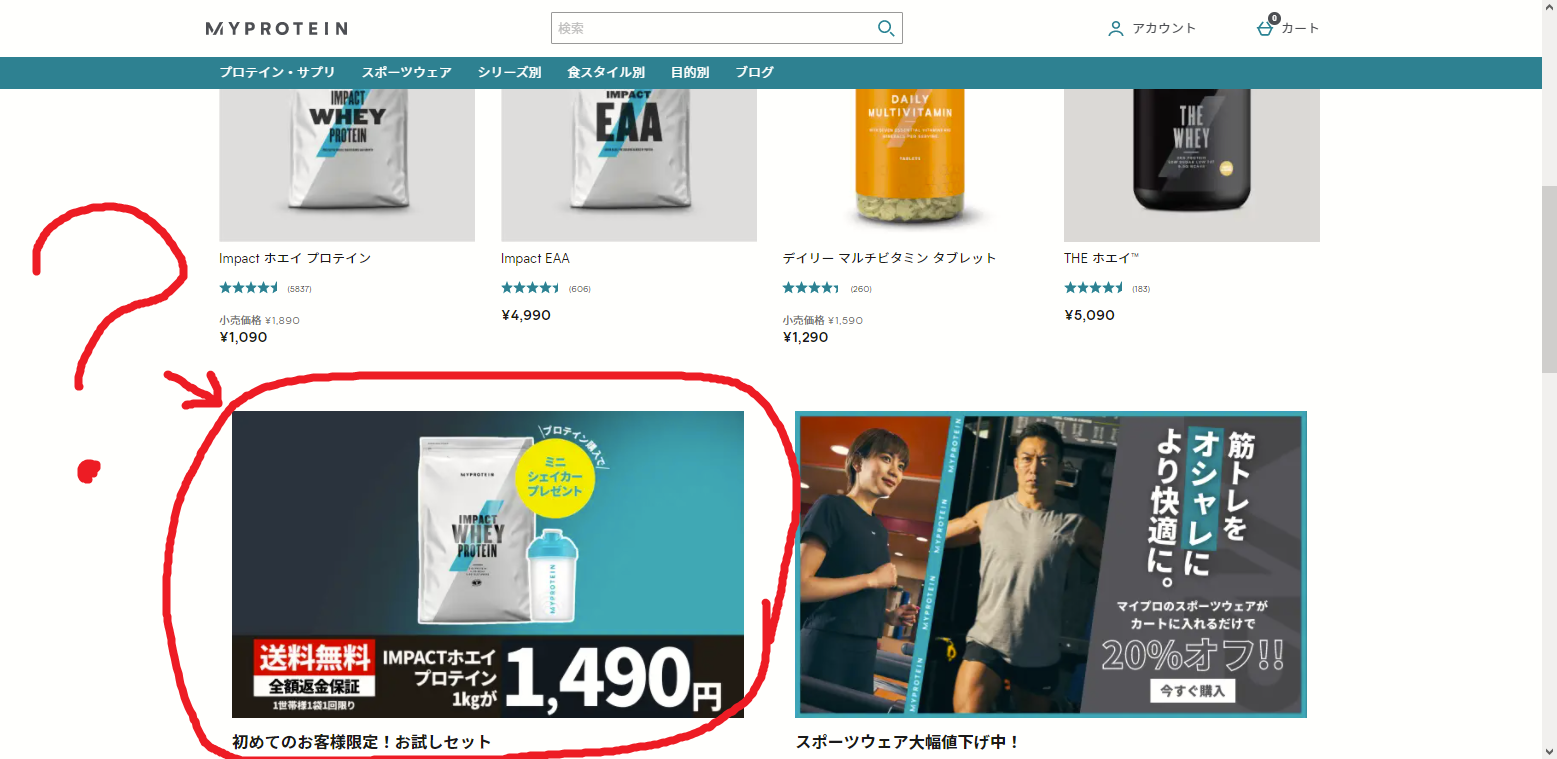 MYPROTEIN
検索
アカウント
0
カート
プロテイン・サプリ
スポーツウェア
シリーズ別
食スタイル別
目的別
ブログ
IMPACT
WHEY
PROTEIN
IMPACT
EAA
DAILY
MULTIVITAMIN
TABLETS
THE
WHEY
Impact ホエイ プロテイン
(5837)
小売価格 ¥1,890
¥1,090
Impact EAA
(606)
¥4,990
デイリー マルチビタミン タブレット
(260)
小売価格 ¥1,590
¥1,290
THE ホエイ™
(183)
¥5,090
?
\プロテイン購入で/
ミニ
シェイカー
プレゼント
MYPROTEIN
IMPACT
WHEY
PROTEIN
MYPROTEIN
送料無料
全額返金保証
1世帯様1袋1回限り
IMPACTホエイ
プロテイン
1kgが
1,490円
初めてのお客様限定！お試しセット
MYPROTEIN
MYPROTEIN
MYPROTEIN
MYPROTEIN
筋トレを
オシャレに
より快適に。
マイプロのスポーツウェアが
カートに入れるだけで
20%オフ!!
今すぐ購入
スポーツウェア大幅値下げ中！